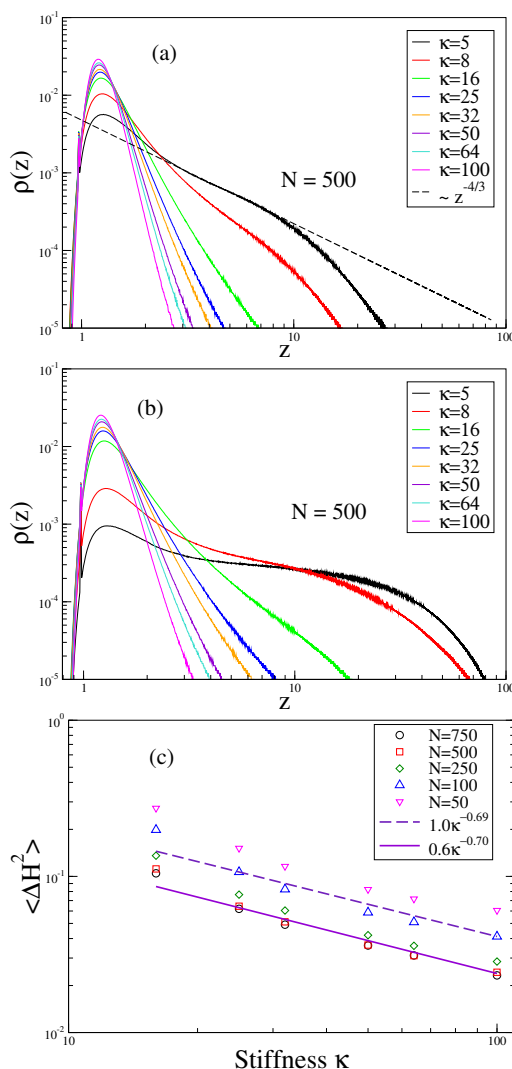 10^-1
10^-2
10^-3
10^-4
10^-5
ρ(z)
(a)
N = 500
κ=5
κ=8
κ=16
κ=25
κ=32
κ=50
κ=64
κ=100
~ z^-4/3
1 10 100
z
10^-1
10^-2
10^-3
10^-4
10^-5
ρ(z)
(b)
N = 500
κ=5
κ=8
κ=16
κ=25
κ=32
κ=50
κ=64
κ=100
1 10 100
z
10^0
10^-1
10^-2
<ΔH^2>
(c)
N=750
N=500
N=250
N=100
N=50
1.0κ^-0.69
0.6κ^-0.70
10 100
Stiffness κ